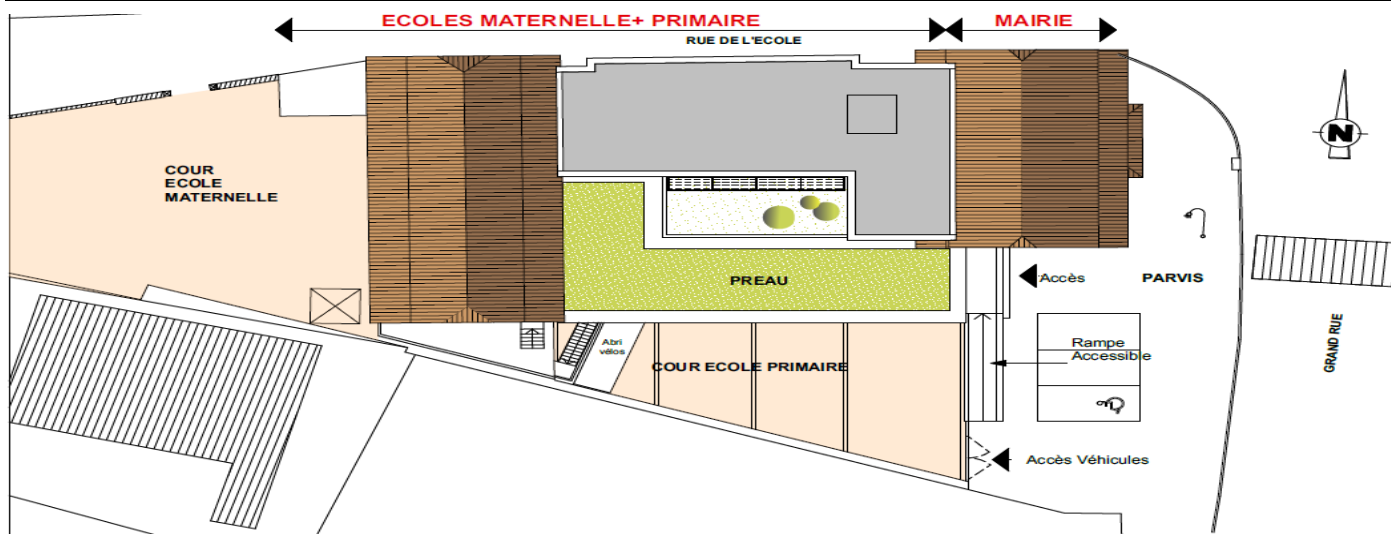 ECOLES MATERNELLE+ PRIMAIRE
MAIRIE
RUE DE L'ECOLE
N
COUR
ECOLE
MATERNELLE
PREAU
Accès
PARVIS
Abri
vélos
COUR ECOLE PRIMAIRE
Rampe
Accessible
GRAND RUE
Accès Véhicules